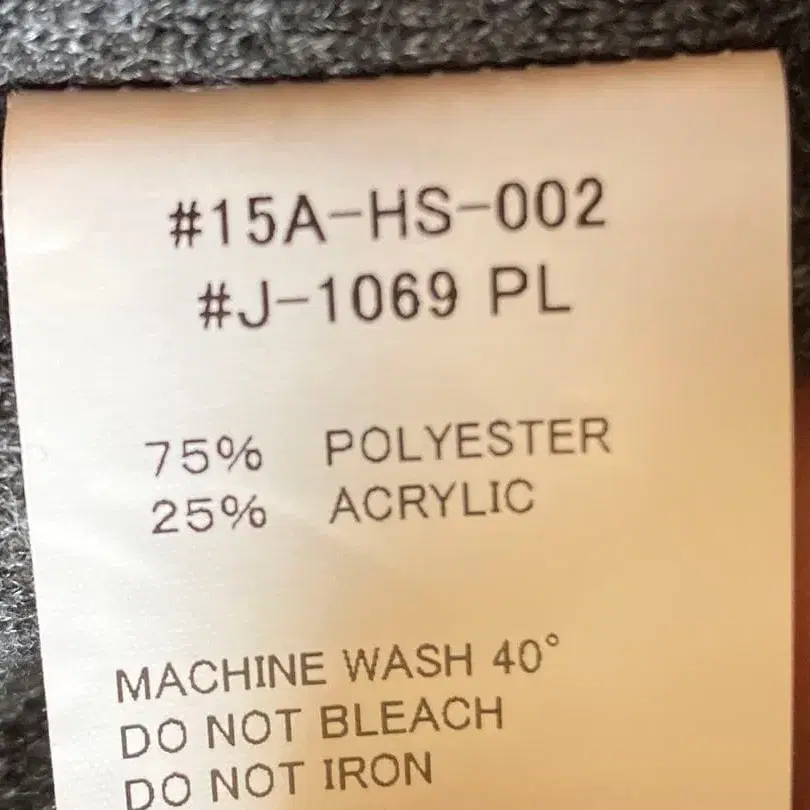 #15A-HS-002
#J-1069 PL
75% POLYESTER
25% ACRYLIC
MACHINE WASH 40°
DO NOT BLEACH
DO NOT IRON